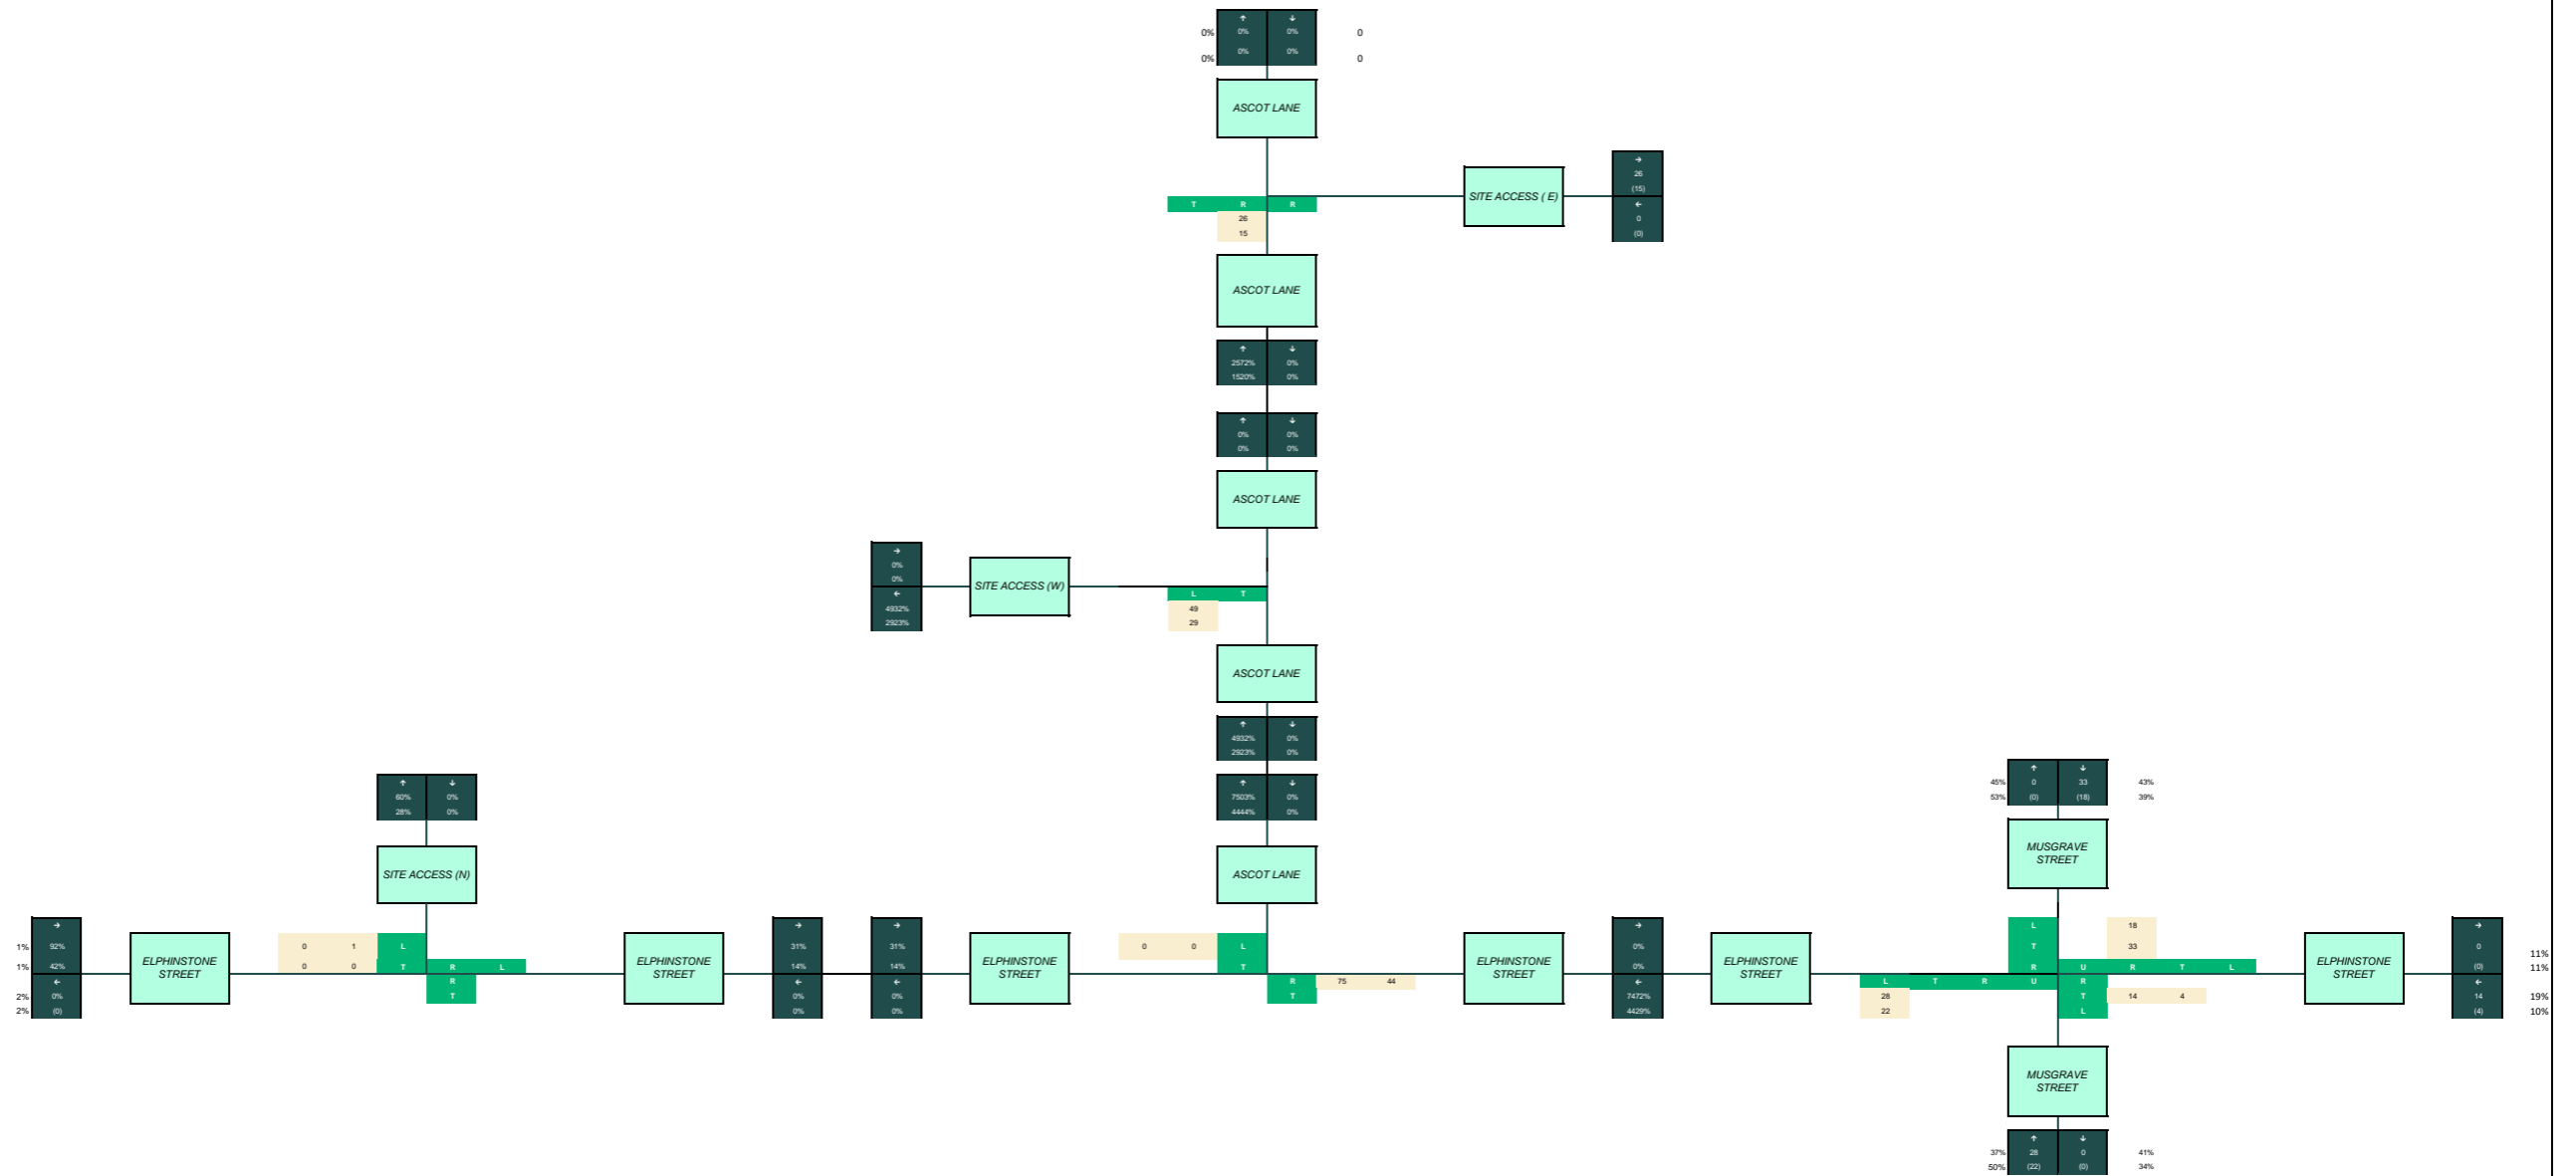 ↑ ↓
0% 0% 0% 0
0% 0%
0% 0
ASCOT LANE
→
26
(15)
SITE ACCESS ( E)
←
0
(0)
T R R
26
15
ASCOT LANE
↑ ↓
2572% 0%
1520% 0%
↑ ↓
0% 0%
0% 0%
ASCOT LANE
→
0%
0%
←
4932%
2923%
SITE ACCESS (W)
L T
49
29
ASCOT LANE
↑ ↓
4932% 0%
2923% 0%
↑ ↓
60% 0%
28% 0%
↑ ↓
7503% 0%
4444% 0%
↑ ↓
45% 0 33 43%
53% (0) (18) 39%
SITE ACCESS (N)
ASCOT LANE
MUSGRAVE
STREET
→
1% 92%
1% 42%
←
2% 0%
2% (0)
ELPHINSTONE
STREET
0 1 L
0 0 T R L
R
T
ELPHINSTONE
STREET
→
31%
14%
←
0%
0%
→
31%
14%
←
0%
0%
ELPHINSTONE
STREET
0 0 L
T
R 75 44
T
ELPHINSTONE
STREET
→
0%
0%
←
7472%
4429%
ELPHINSTONE
STREET
L 18
T 33
R U R T L
L T R U R
28 T 14 4
22 L
ELPHINSTONE
STREET
→
0 11%
(0) 11%
←
14 19%
(4) 10%
MUSGRAVE
STREET
↑ ↓
37% 28 0 41%
50% (22) (0) 34%